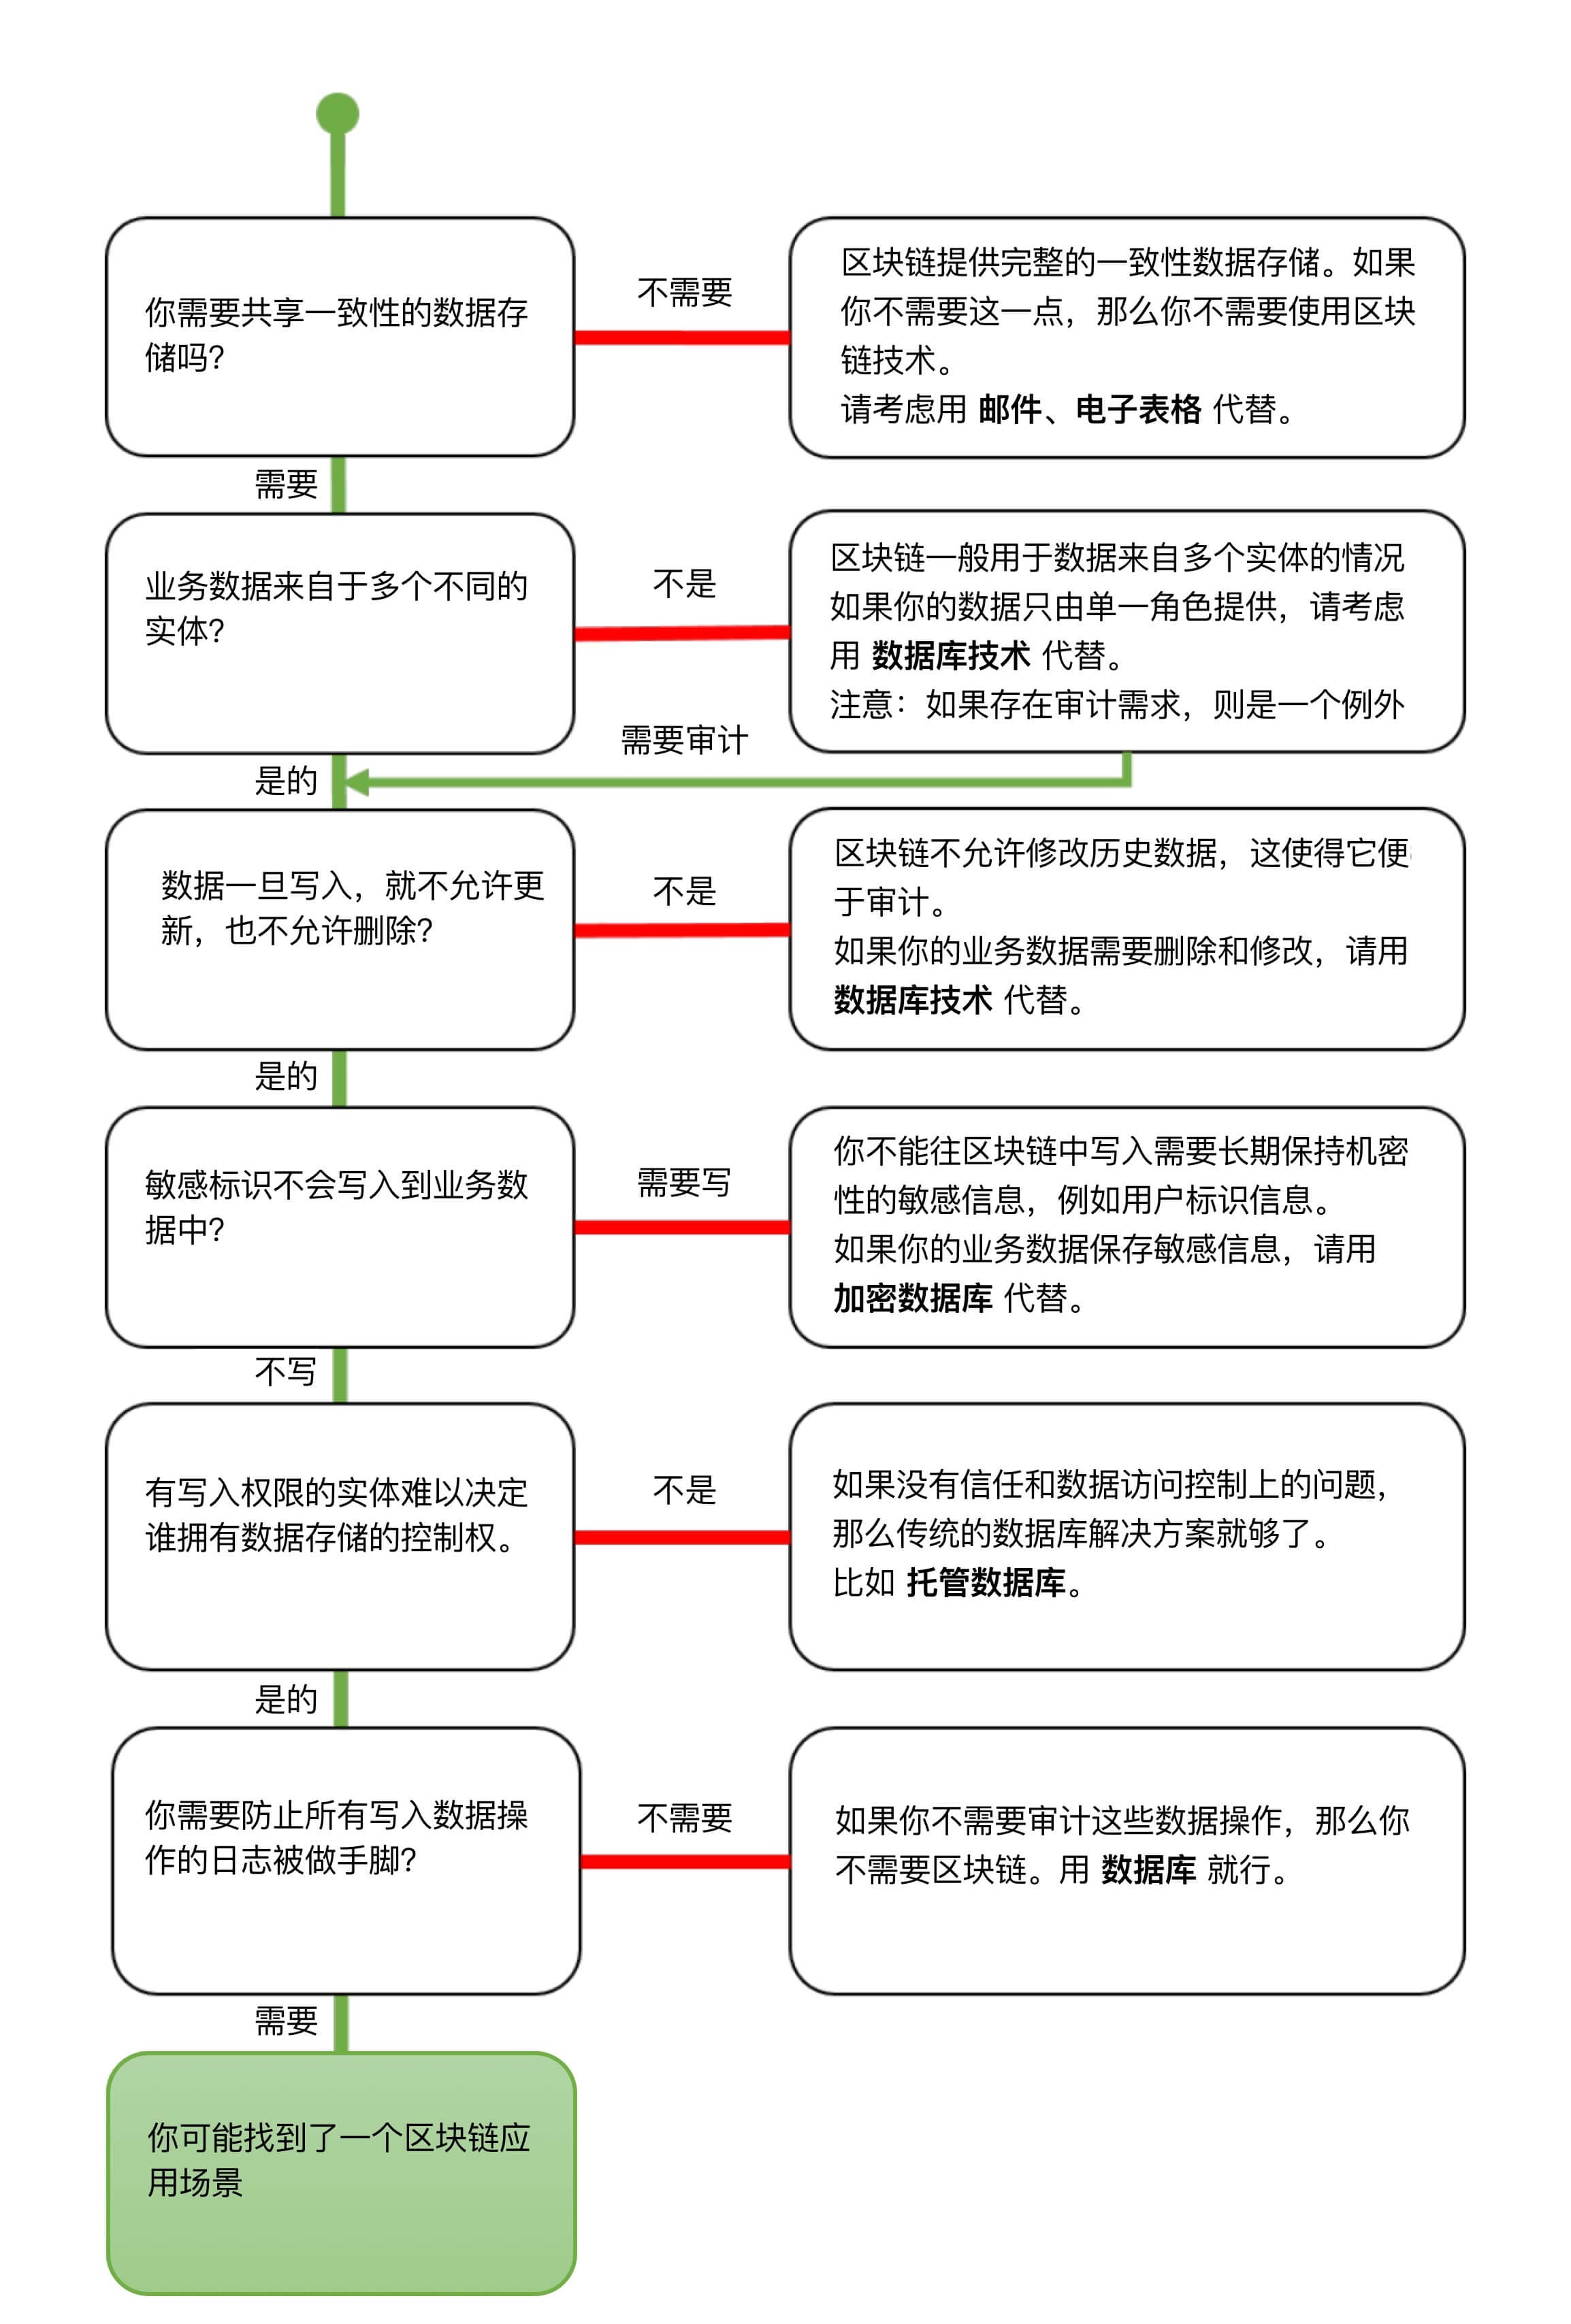 你需要共享一致性的数据存
储吗？
不需要
区块链提供完整的一致性数据存储。如果
你不需要这一点，那么你不需要使用区块
链技术。
请考虑用 邮件、电子表格 代替。
需要
业务数据来自于多个不同的
实体？
不是
区块链一般用于数据来自多个实体的情况
如果你的数据只由单一角色提供，请考虑
用 数据库技术 代替。
注意：如果存在审计需求，则是一个例外
需要审计
是的
数据一旦写入，就不允许更
新，也不允许删除？
不是
区块链不允许修改历史数据，这使得它便
于审计。
如果你的业务数据需要删除和修改，请用
数据库技术 代替。
是的
敏感标识不会写入到业务数
据中？
需要写
你不能往区块链中写入需要长期保持机密
性的敏感信息，例如用户标识信息。
如果你的业务数据保存敏感信息，请用
加密数据库 代替。
不写
有写入权限的实体难以决定
谁拥有数据存储的控制权。
不是
如果没有信任和数据访问控制上的问题，
那么传统的数据库解决方案就够了。
比如 托管数据库。
是的
你需要防止所有写入数据操
作的日志被做手脚？
不需要
如果你不需要审计这些数据操作，那么你
不需要区块链。用 数据库 就行。
需要
你可能找到了一个区块链应
用场景